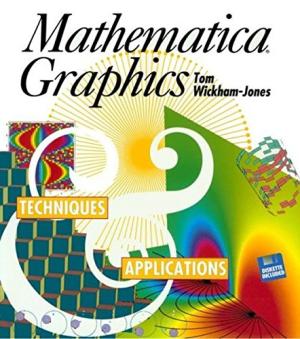 Mathematica®
Graphics
Tom
Wickham-Jones
TECHNIQUES
&
APPLICATIONS
DISKETTE
INCLUDED